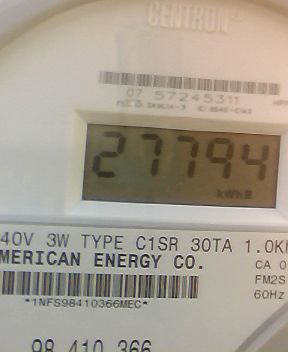 CENTRON
07 57245311
27794
kWh
40V 3W TYPE C1SR 30TA 1.0K
MERICAN ENERGY CO.
CA 0
FM2S
60Hz
*1NFS98410366MEC*
98 410 366